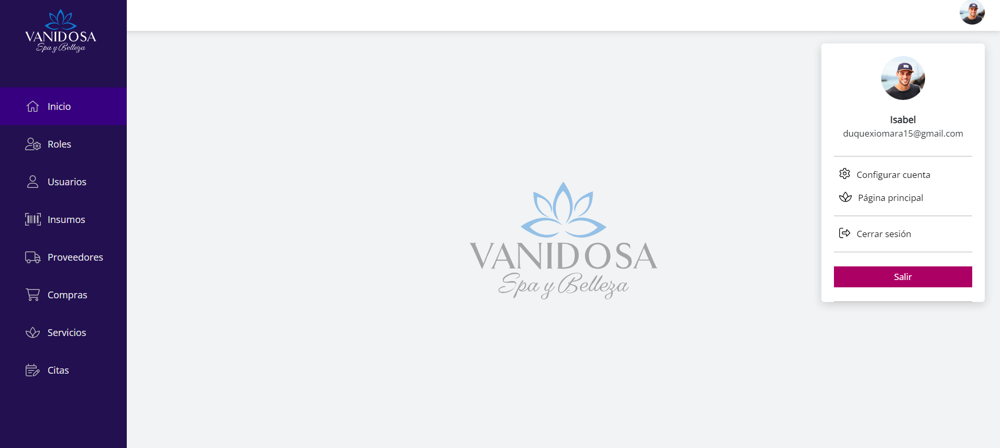 VANIDOSA
Spa y Belleza
Inicio
Roles
Usuarios
Insumos
Proveedores
Compras
Servicios
Citas
VANIDOSA
Spa y Belleza
Isabel
duquexiomara15@gmail.com
Configurar cuenta
Página principal
Cerrar sesión
Salir